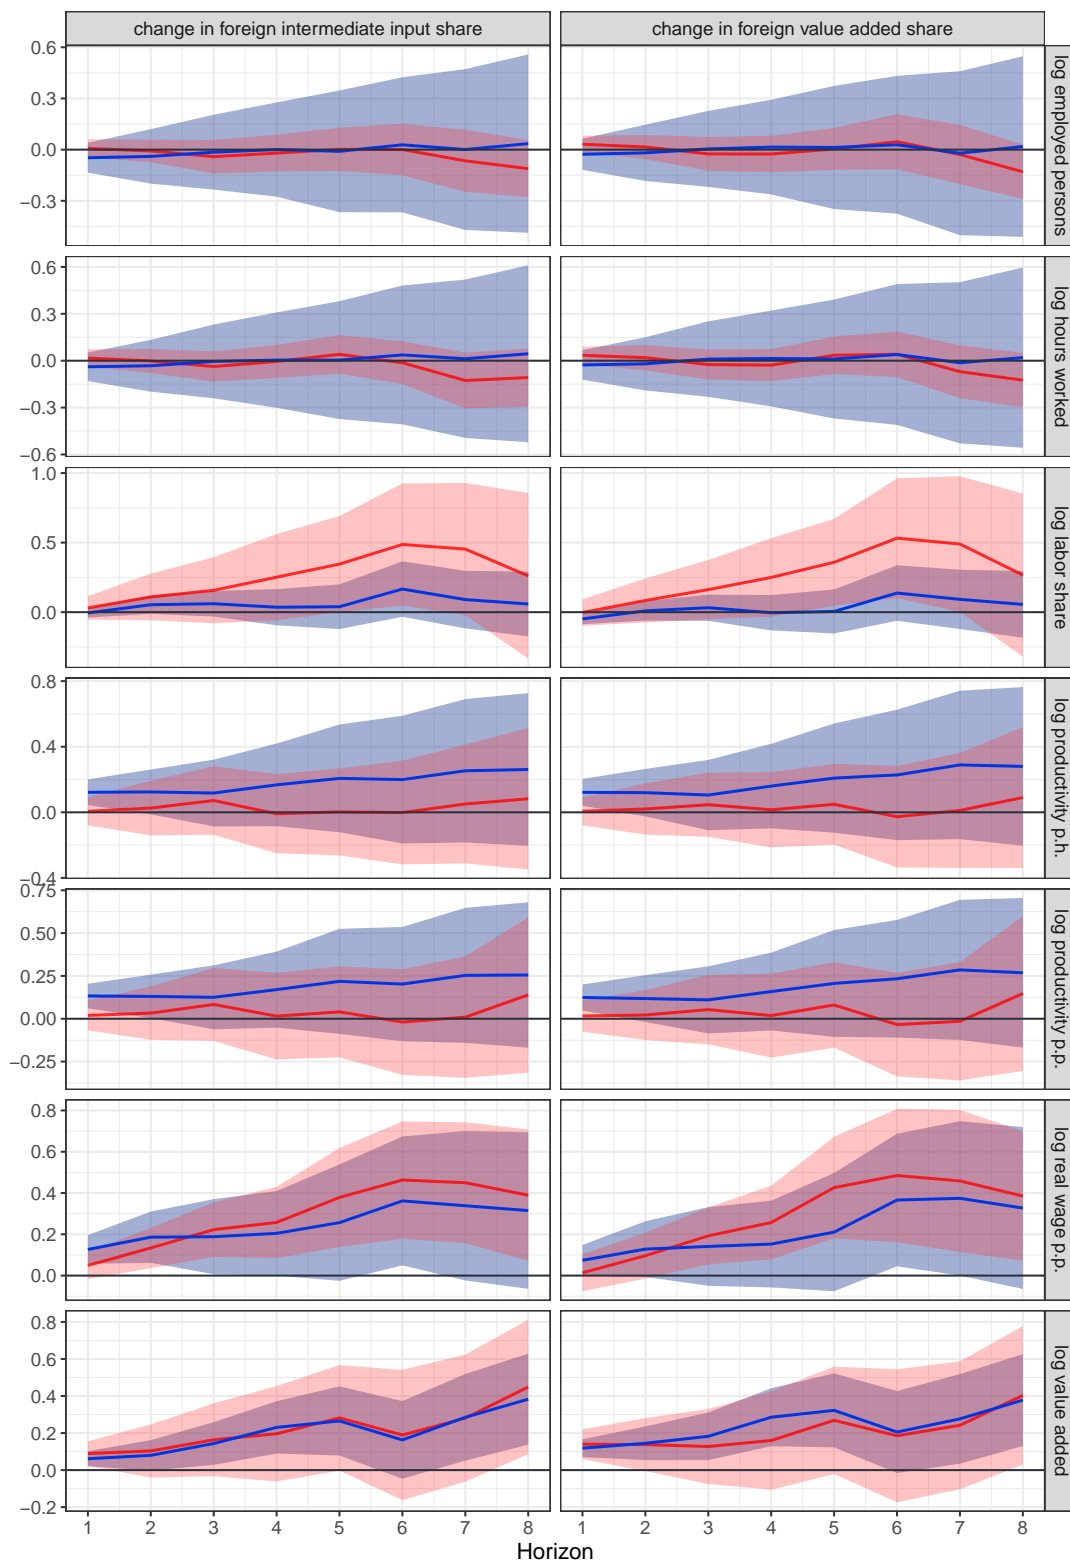 change in foreign intermediate input share
change in foreign value added share
0.6
0.3
0.0
−0.3
log employed persons
0.6
0.3
0.0
−0.3
−0.6
log hours worked
1.0
0.5
0.0
log labor share
0.8
0.4
0.0
−0.4
log productivity p.h.
0.75
0.50
0.25
0.00
−0.25
log productivity p.p.
0.8
0.6
0.4
0.2
0.0
log real wage p.p.
0.8
0.6
0.4
0.2
0.0
−0.2
log value added
1 2 3 4 5 6 7 8
1 2 3 4 5 6 7 8
Horizon